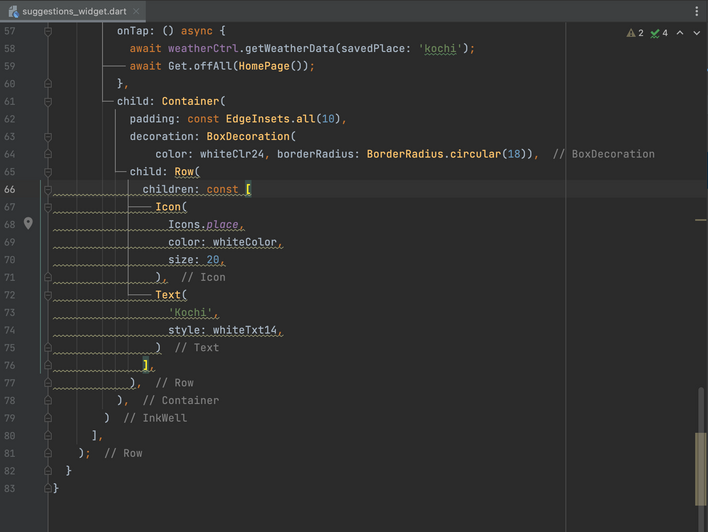 suggestions_widget.dart
2 4
57 onTap: () async {
58 await weatherCtrl.getWeatherData(savedPlace: 'kochi');
59 await Get.offAll(HomePage());
60 },
61 child: Container(
62 padding: const EdgeInsets.all(10),
63 decoration: BoxDecoration(
64 color: whiteClr24, borderRadius: BorderRadius.circular(18)), // BoxDecoration
65 child: Row(
66 children: const [
67 Icon(
68 Icons.place,
69 color: whiteColor,
70 size: 20,
71 ), // Icon
72 Text(
73 'Kochi',
74 style: whiteTxt14,
75 ) // Text
76 ],
77 ), // Row
78 ), // Container
79 ) // InkWell
80 ],
81 ); // Row
82 }
83 }